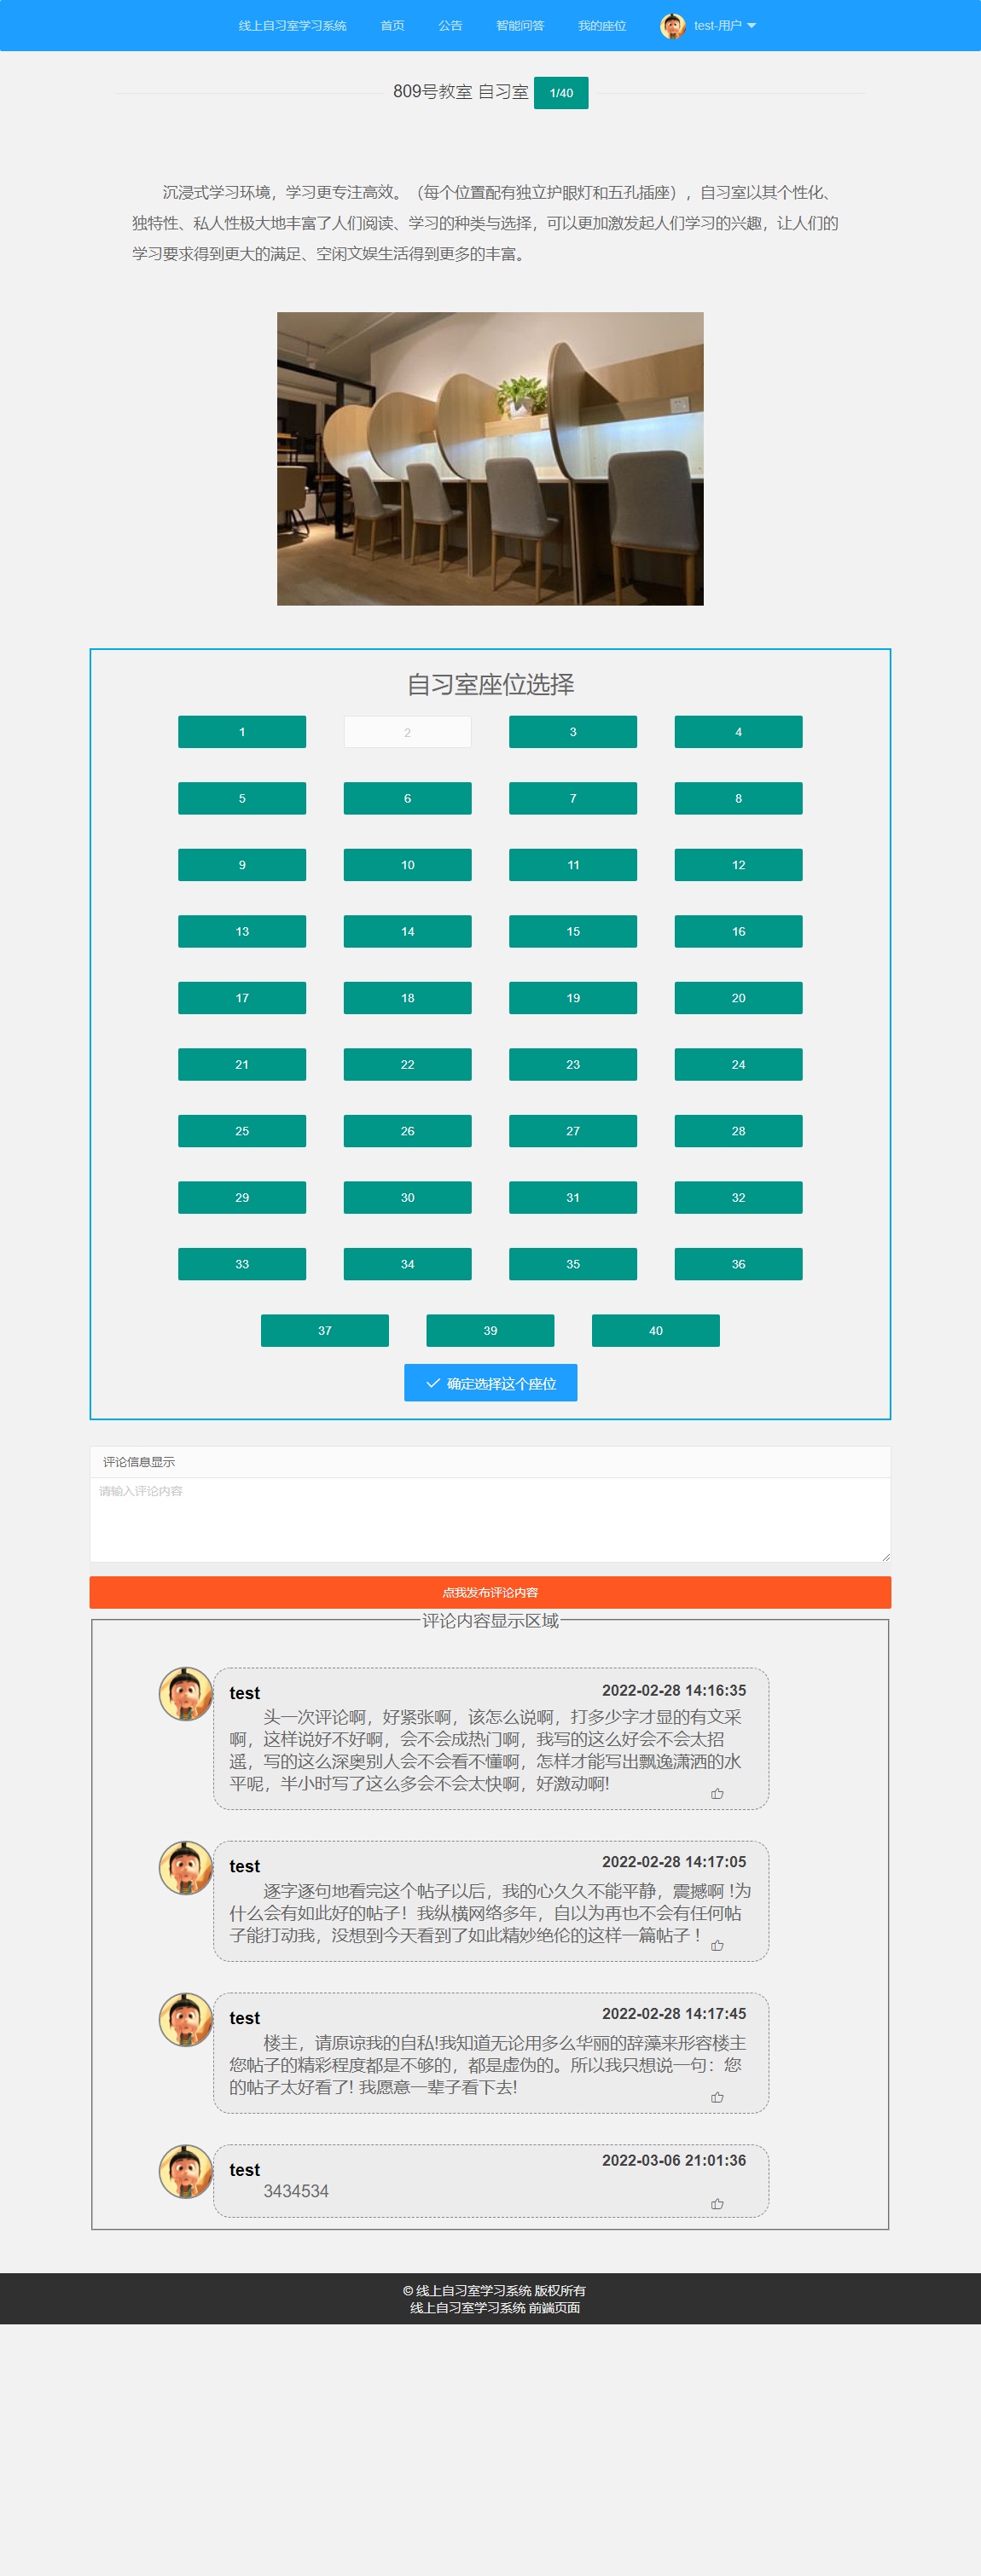 线上自习室学习系统 首页 公告 智能问答 我的座位 test-用户
809号教室 自习室 1/40
沉浸式学习环境，学习更专注高效。（每个位置配有独立护眼灯和五孔插座），自习室以其个性化、
独特性、私人性极大地丰富了人们阅读、学习的种类与选择，可以更加激发起人们学习的兴趣，让人们的
学习要求得到更大的满足、空闲文娱生活得到更多的丰富。
自习室座位选择
1 2 3 4
5 6 7 8
9 10 11 12
13 14 15 16
17 18 19 20
21 22 23 24
25 26 27 28
29 30 31 32
33 34 35 36
37 39 40
确定选择这个座位
评论信息显示
请输入评论内容
点我发布评论内容
评论内容显示区域
test 2022-02-28 14:16:35
头一次评论啊，好紧张啊，该怎么说啊，打多少字才显的有文采
啊，这样说好不好啊，会不会成热门啊，我写的这么好会不会太招
遥，写的这么深奥别人会不会看不懂啊，怎样才能写出飘逸潇洒的水
平呢，半小时写了这么多会不会太快啊，好激动啊!
test 2022-02-28 14:17:05
逐字逐句地看完这个帖子以后，我的心久久不能平静，震撼啊 !为
什么会有如此好的帖子！我纵横网络多年，自以为再也不会有任何帖
子能打动我，没想到今天看到了如此精妙绝伦的这样一篇帖子 !
test 2022-02-28 14:17:45
楼主，请原谅我的自私!我知道无论用多么华丽的辞藻来形容楼主
您帖子的精彩程度都是不够的，都是虚伪的。所以我只想说一句：您
的帖子太好看了! 我愿意一辈子看下去!
test 2022-03-06 21:01:36
3434534
© 线上自习室学习系统 版权所有
线上自习室学习系统 前端页面